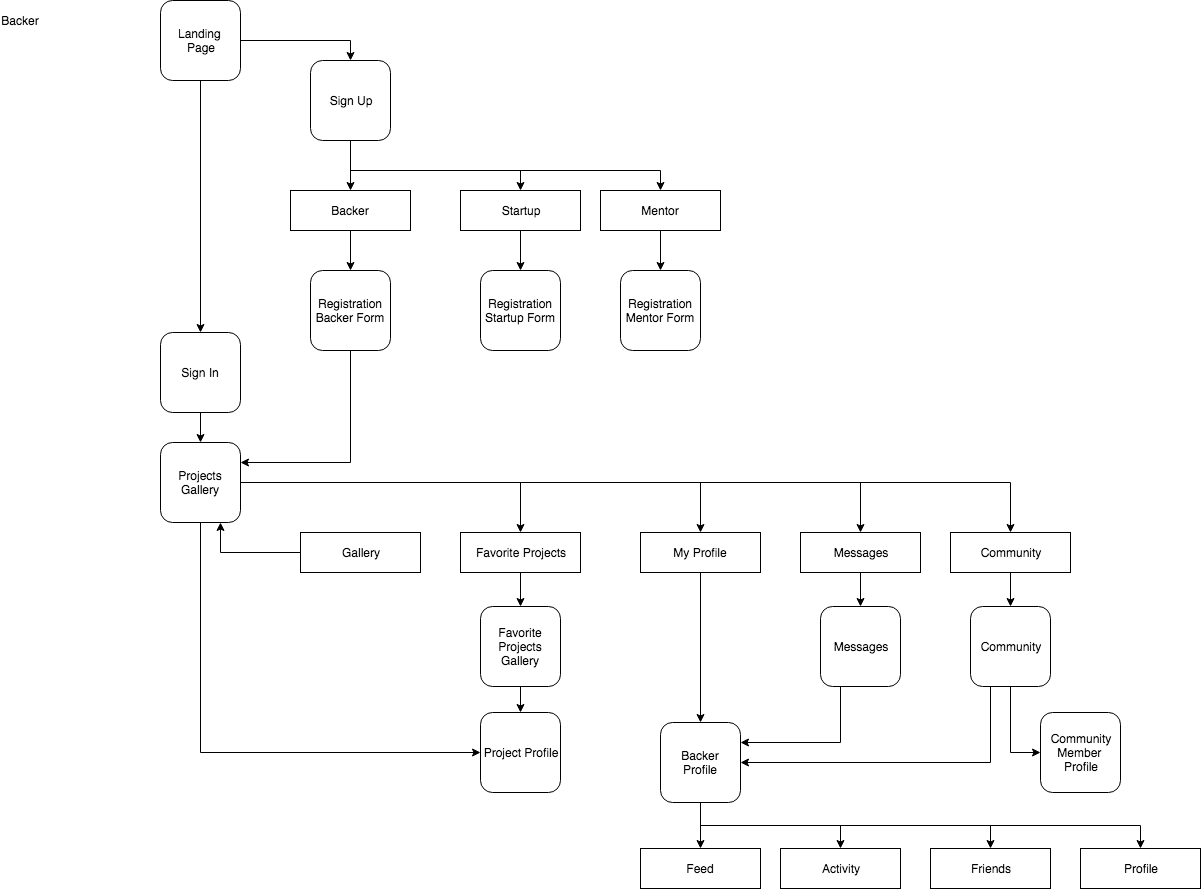 Backer
Landing
Page
Sign Up
Backer
Startup
Mentor
Registration
Backer Form
Registration
Startup Form
Registration
Mentor Form
Sign In
Projects
Gallery
Gallery
Favorite Projects
My Profile
Messages
Community
Favorite
Projects
Gallery
Messages
Community
Project Profile
Backer
Profile
Community
Member
Profile
Feed
Activity
Friends
Profile